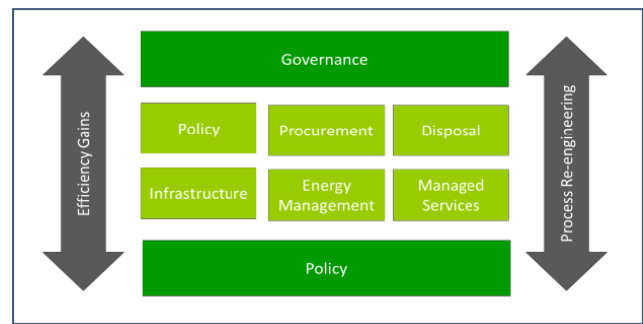 Governance
Efficiency Gains
Process Re-engineering
Policy
Procurement
Disposal
Infrastructure
Energy
Management
Managed
Services
Policy